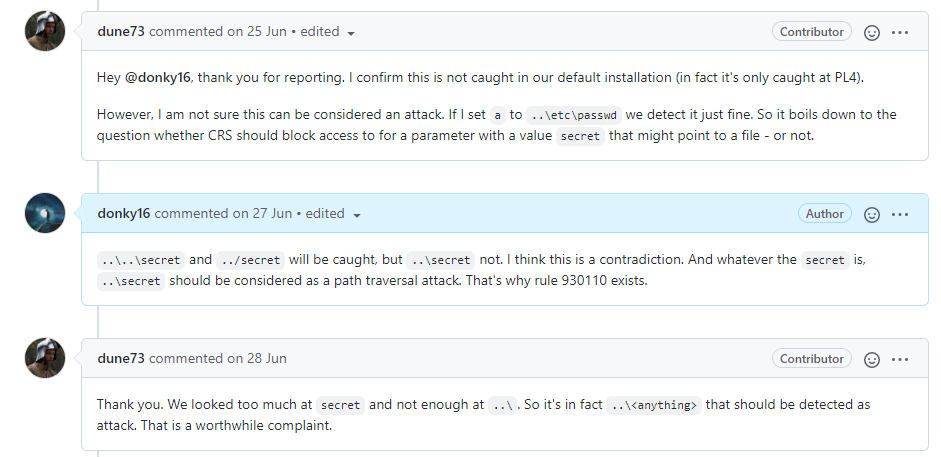 dune73 commented on 25 Jun • edited
Contributor
Hey @donky16, thank you for reporting. I confirm this is not caught in our default installation (in fact it's only caught at PL4).
However, I am not sure this can be considered an attack. If I set a to ..\etc\passwd we detect it just fine. So it boils down to the
question whether CRS should block access to for a parameter with a value secret that might point to a file - or not.
donky16 commented on 27 Jun • edited
Author
..\..\secret and ../secret will be caught, but ..\secret not. I think this is a contradiction. And whatever the secret is,
..\secret should be considered as a path traversal attack. That's why rule 930110 exists.
dune73 commented on 28 Jun
Contributor
Thank you. We looked too much at secret and not enough at ..\. So it's in fact ..\<anything> that should be detected as
attack. That is a worthwhile complaint.